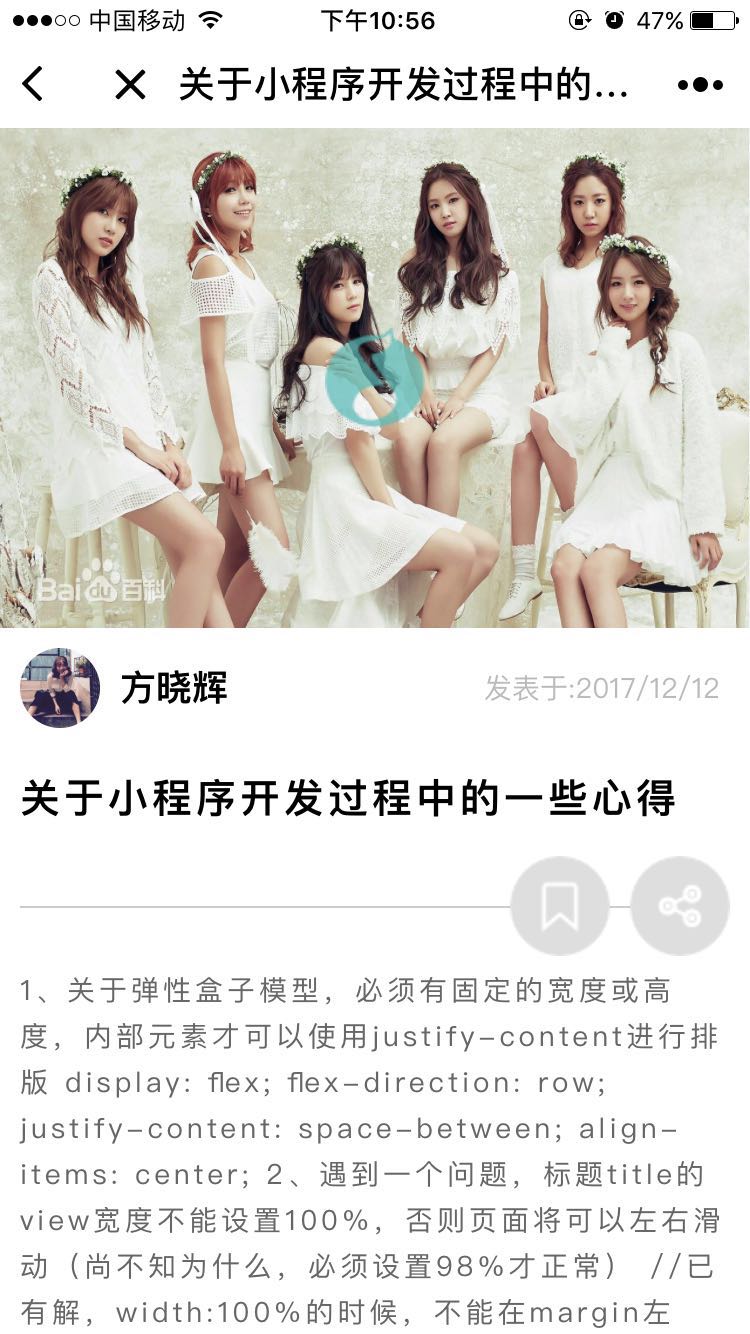 中国移动
下午10:56
47%
关于小程序开发过程中的...
Bai du 百科
方晓辉
发表于:2017/12/12
关于小程序开发过程中的一些心得
1、关于弹性盒子模型，必须有固定的宽度或高
度，内部元素才可以使用justify-content进行排
版 display: flex; flex-direction: row;
justify-content: space-between; align-
items: center; 2、遇到一个问题，标题title的
view宽度不能设置100%，否则页面将可以左右滑
动（尚不知为什么，必须设置98%才正常） //已
有解，width:100%的时候，不能在margin左